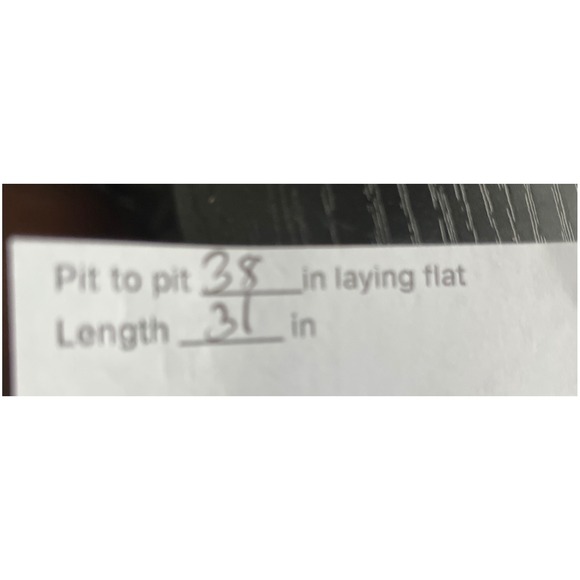 Pit to pit 38 in laying flat
Length 31 in